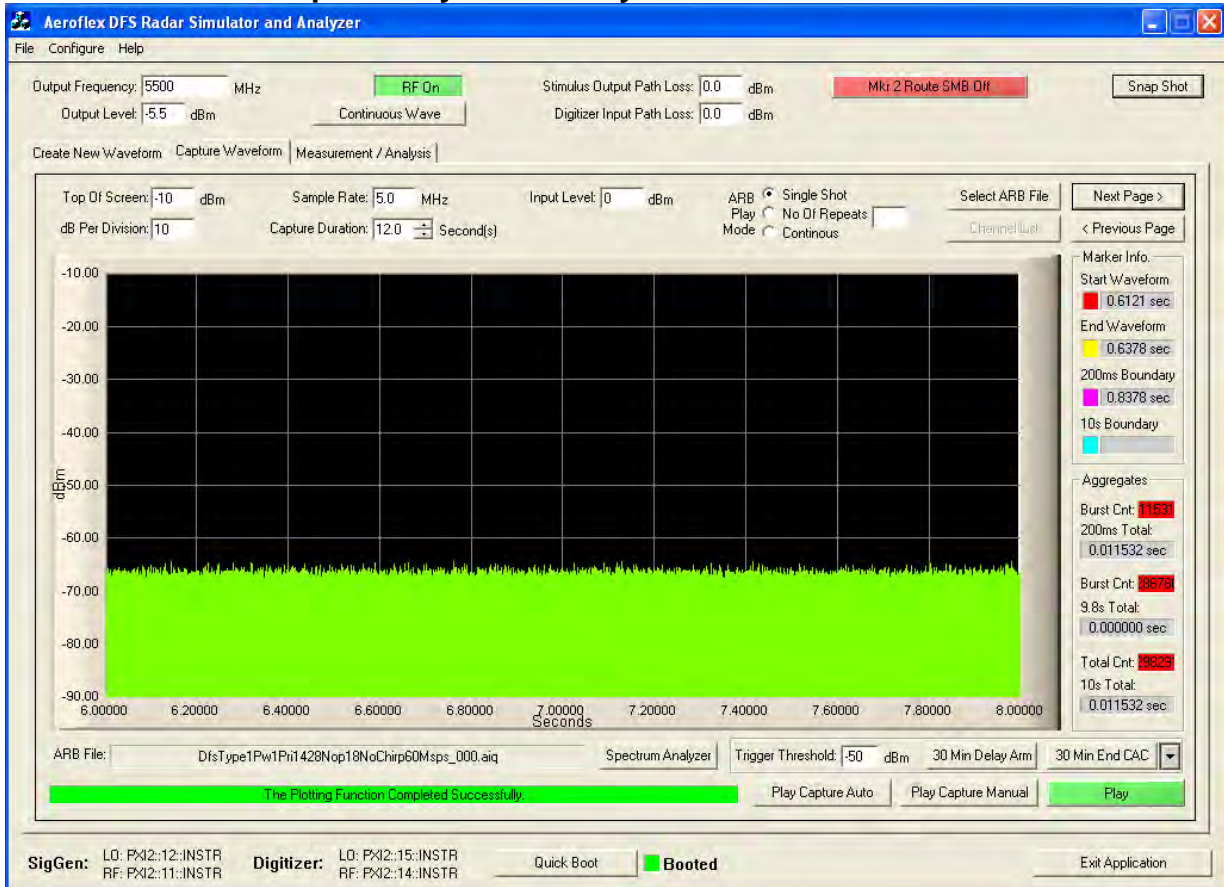 Aeroflex DFS Radar Simulator and Analyzer
File Configure Help
Output Frequency: 5500 MHz RF On Stimulus Output Path Loss: 0.0 dBm Mkr 2 Route SMB Off Snap Shot
Output Level: -5.5 dBm Continuous Wave Digitizer Input Path Loss: 0.0 dBm
Create New Waveform Capture Waveform Measurement / Analysis
Top Of Screen: -10 dBm Sample Rate: 5.0 MHz Input Level: 0 dBm ARB Play Mode Single Shot Select ARB File Next Page >
No Of Repeats
dB Per Division: 10 Capture Duration: 12.0 Second(s) Continous Channel List < Previous Page
Marker Info.
Start Waveform
0.6121 sec
End Waveform
0.6378 sec
200ms Boundary
0.8378 sec
10s Boundary
Aggregates
Burst Cnt: 11531
200ms Total:
0.011532 sec
Burst Cnt:
9.8s Total:
0.000000 sec
Total Cnt:
10s Total:
0.011532 sec
-10.00
-20.00
-30.00
-40.00
-50.00
-60.00
-70.00
-80.00
-90.00
dBm
6.00000 6.20000 6.40000 6.60000 6.80000 7.00000 7.20000 7.40000 7.60000 7.80000 8.00000
Seconds
ARB File: DfsType1Pw1Pri1428Nop18NoChirp60Msps_000.aiq Spectrum Analyzer Trigger Threshold: -50 dBm 30 Min Delay Arm 30 Min End CAC
The Plotting Function Completed Successfully. Play Capture Auto Play Capture Manual Play
SigGen: LO: PXI2::12::INSTR Digitizer: LO: PXI2::15::INSTR Quick Boot Booted Exit Application
RF: PXI2::11::INSTR RF: PXI2::14::INSTR